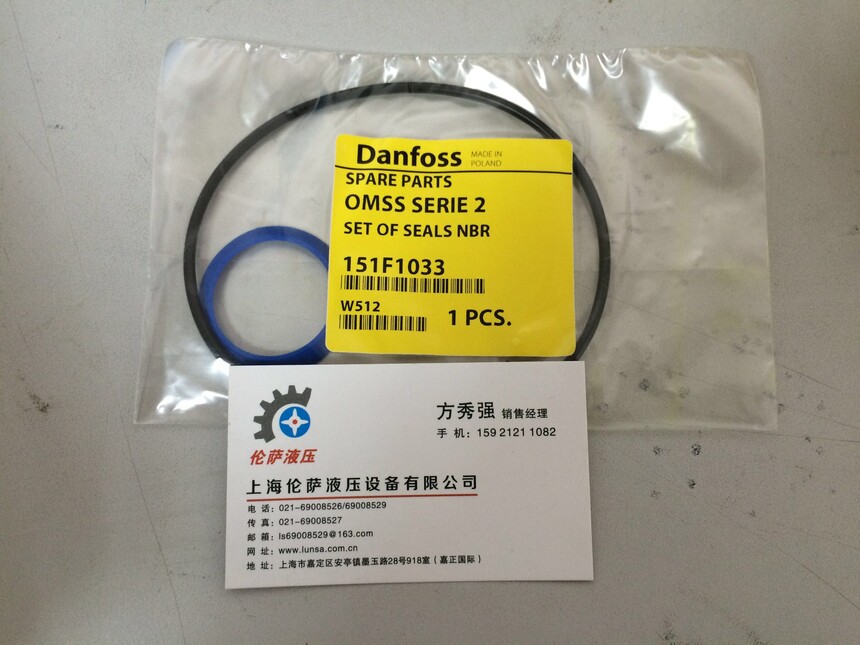 Danfoss MADE IN POLAND
SPARE PARTS
OMSS SERIE 2
SET OF SEALS NBR
151F1033
W512
1 PCS.
伦萨液压
方秀强 销售经理
手 机：159 2121 1082
上海伦萨液压设备有限公司
电 话：021-69008526/69008529
传 真：021-69008527
邮 箱：ls69008529@163.com
网 址：www.lunsa.com.cn
地 址：上海市嘉定区安亭镇墨玉路28号918室（嘉正国际）